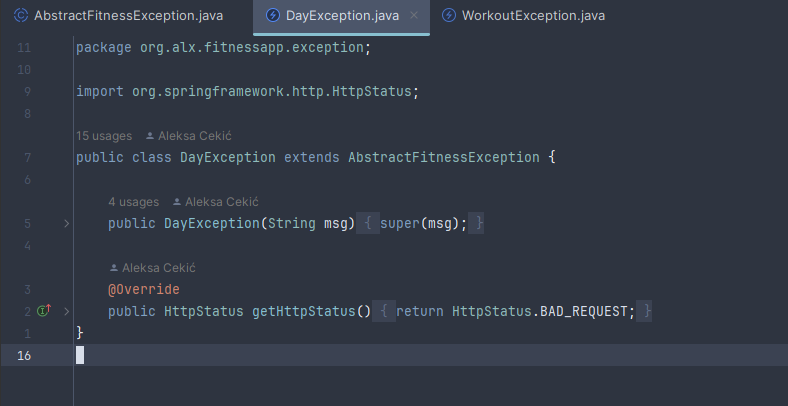 AbstractFitnessException.java DayException.java × WorkoutException.java
11 package org.alx.fitnessapp.exception;
10
9 import org.springframework.http.HttpStatus;
8
15 usages Aleksa Cekić
7 public class DayException extends AbstractFitnessException {
6
4 usages Aleksa Cekić
5 public DayException(String msg) { super(msg); }
4
Aleksa Cekić
3 @Override
2 public HttpStatus getHttpStatus() { return HttpStatus.BAD_REQUEST; }
1 }
16